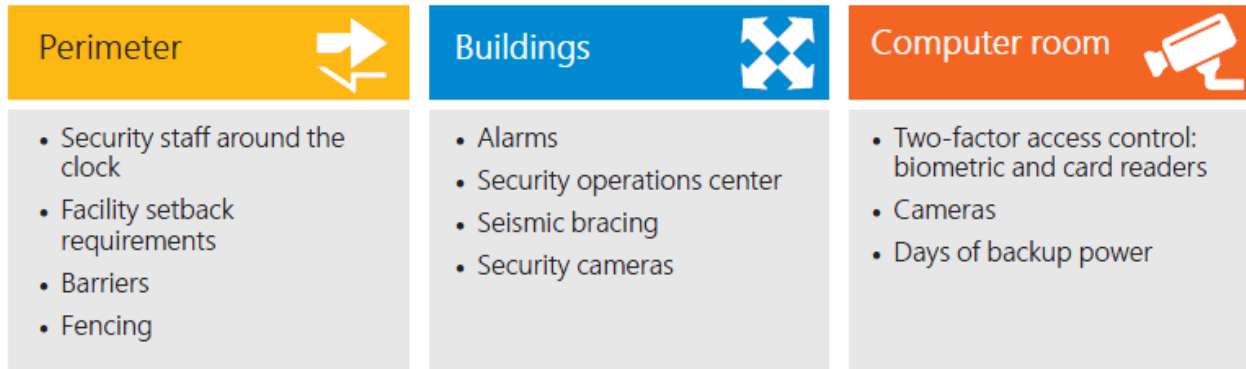 Perimeter
• Security staff around the
clock
• Facility setback
requirements
• Barriers
• Fencing
Buildings
• Alarms
• Security operations center
• Seismic bracing
• Security cameras
Computer room
• Two-factor access control:
biometric and card readers
• Cameras
• Days of backup power